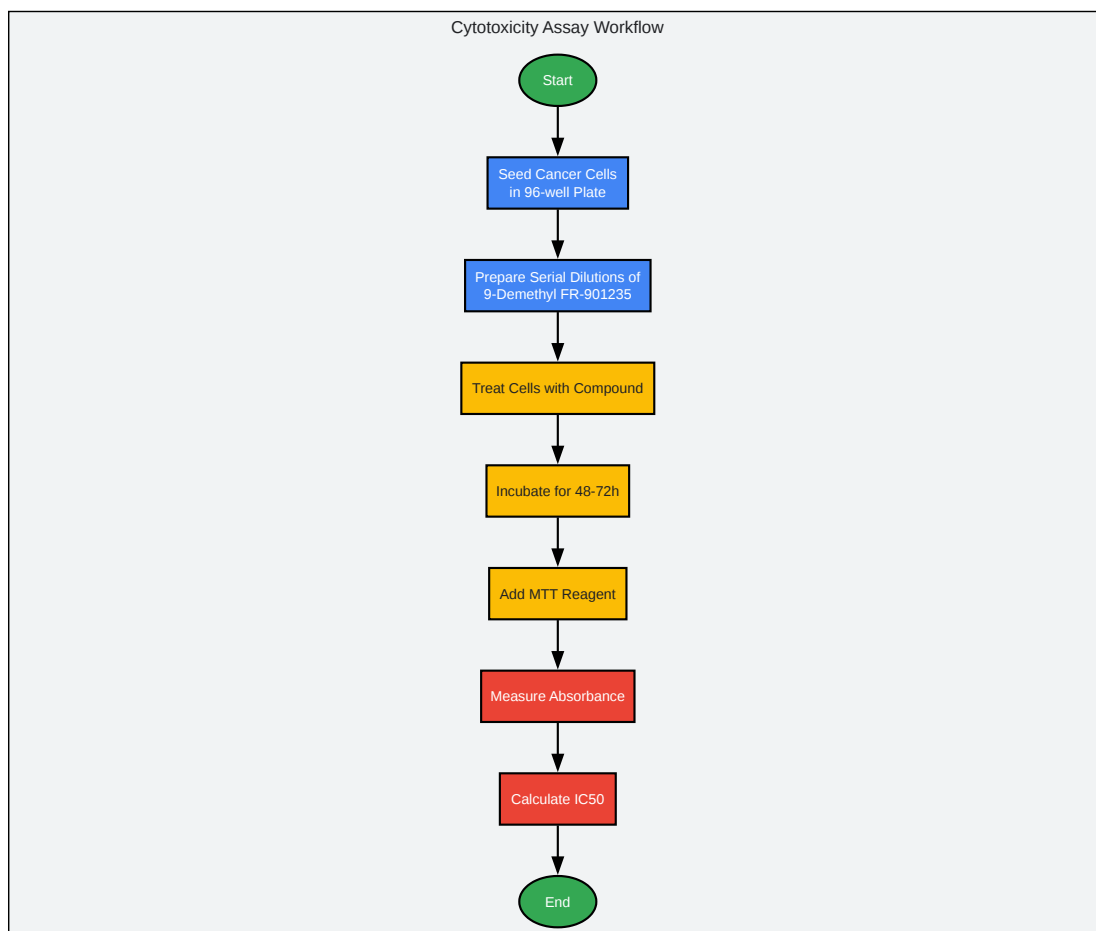 Cytotoxicity Assay Workflow
Start
Seed Cancer Cells
in 96-well Plate
Prepare Serial Dilutions of
9-Demethyl FR-901235
Treat Cells with Compound
Incubate for 48-72h
Add MTT Reagent
Measure Absorbance
Calculate IC50
End